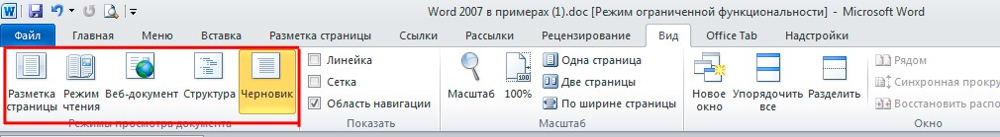 Word 2007 в примерах (1).doc [Режим ограниченной функциональности] - Microsoft Word
Файл Главная Меню Вставка Разметка страницы Ссылки Рассылки Рецензирование Вид Office Tab Надстройки
Разметка страницы
Режим чтения
Веб-документ
Структура
Черновик
Режимы просмотра документа
Линейка
Сетка
Область навигации
Показать
Масштаб
100
100%
Одна страница
Две страницы
По ширине страницы
Масштаб
Новое окно
Упорядочить все
Разделить
Рядом
Синхронная прокру
Восстановить распо
Окно